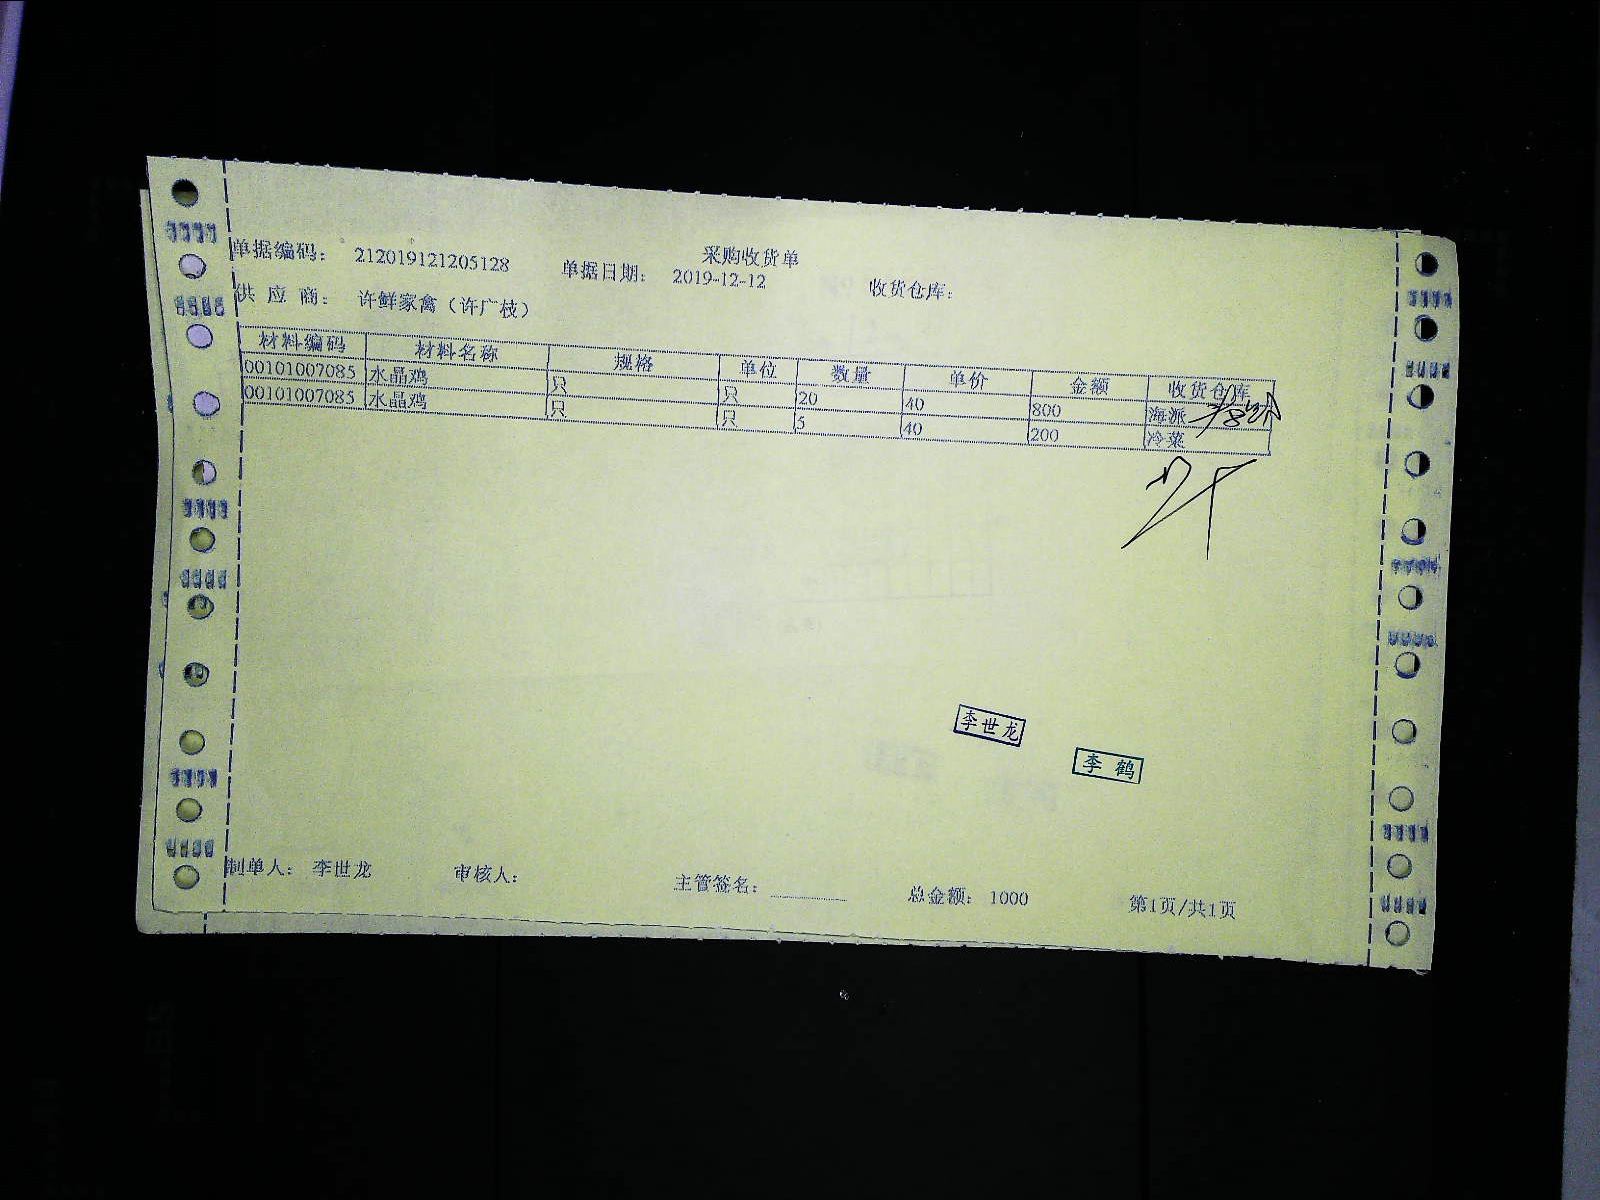 采购收货单
单据编码： 212019121205128 单据日期： 2019-12-12 收货仓库：
供 应 商： 许鲜家禽（许广枝）
材料编码 材料名称 规格 单位 数量 单价 金额 收货仓库
00101007085 水晶鸡 只 只 20 40 800 海派
00101007085 水晶鸡 只 只 5 40 200 冷菜
李世龙
李 鹤
制单人： 李世龙 审核人： 主管签名： 总金额： 1000 第1页/共1页